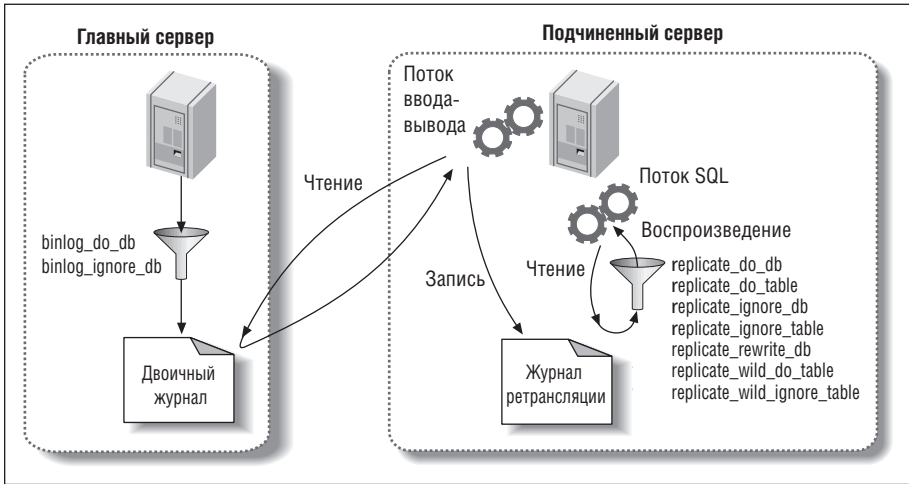 Главный сервер
binlog_do_db
binlog_ignore_db
Двоичный
журнал
Чтение
Подчиненный сервер
Поток
ввода-
вывода
Поток SQL
Воспроизведение
Чтение
Запись
replicate_do_db
replicate_do_table
replicate_ignore_db
replicate_ignore_table
replicate_rewrite_db
replicate_wild_do_table
replicate_wild_ignore_table
Журнал
ретрансляции